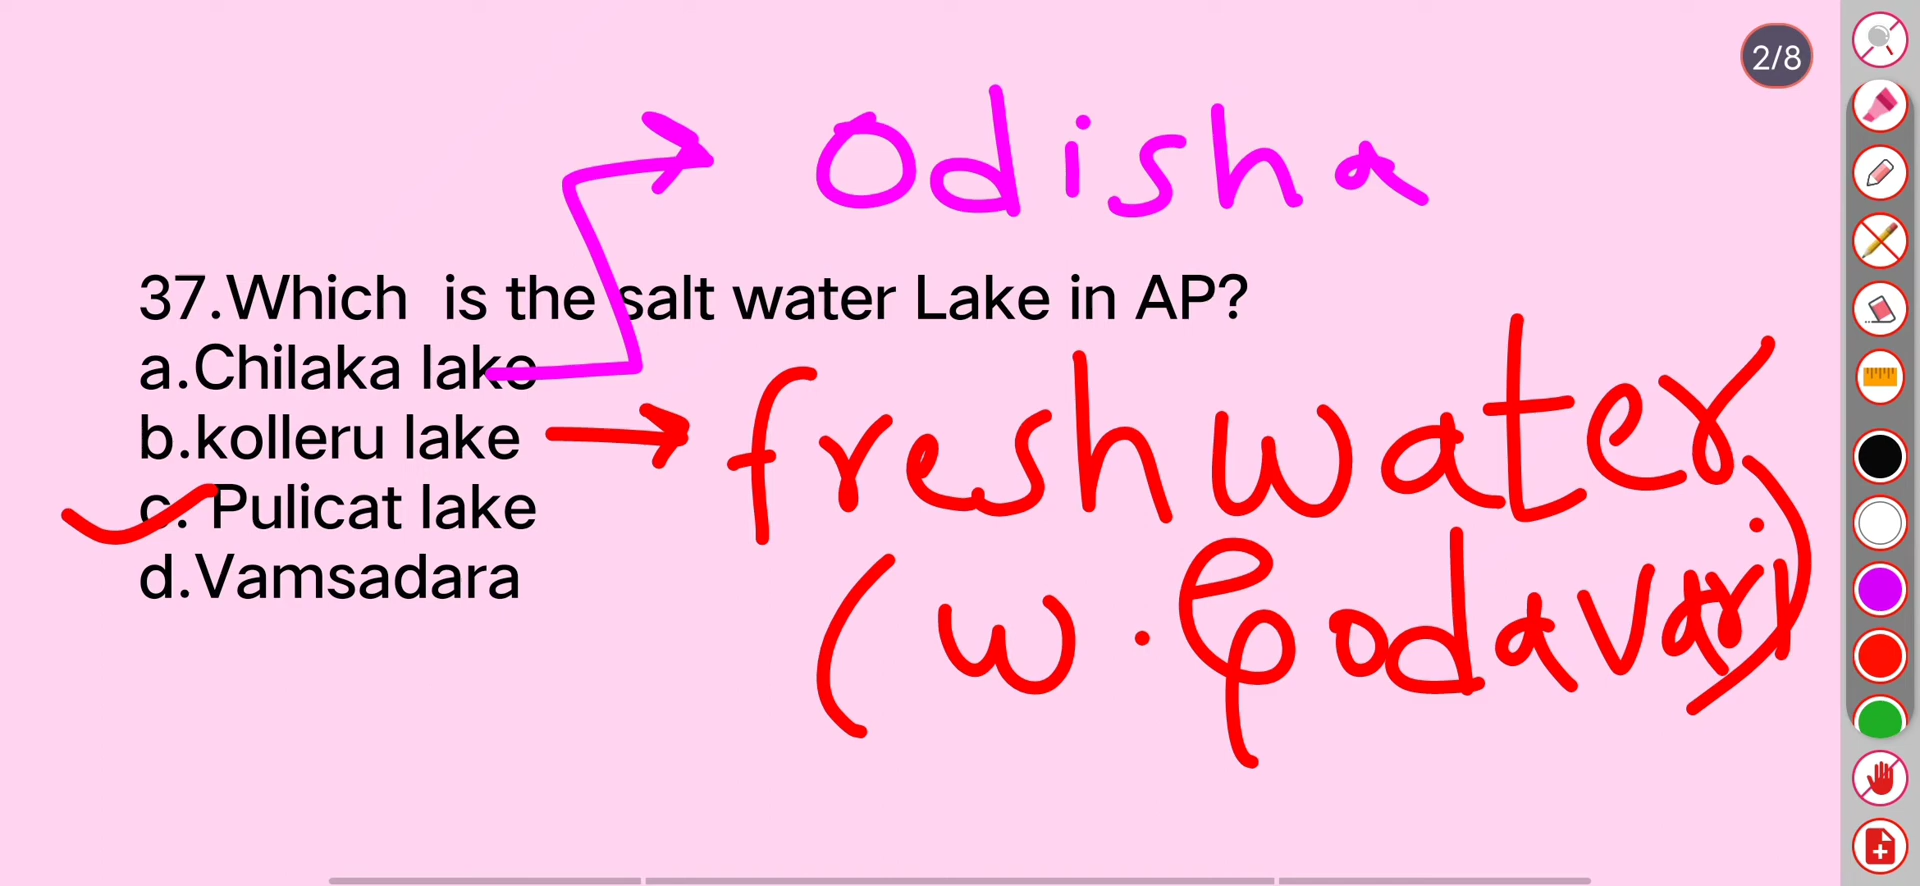 2/8
Odisha
37.Which is the salt water Lake in AP?
a.Chilaka lake
b.kolleru lake → freshwater
c. Pulicat lake
(w. Godavari)
d.Vamsadara